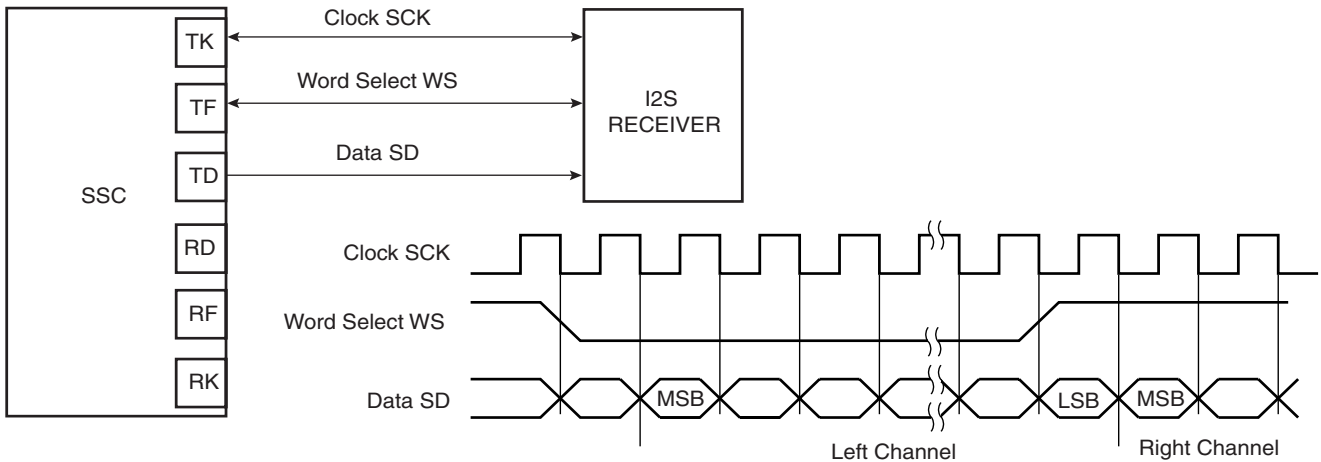 Clock SCK
TK
Word Select WS
TF
I2S
RECEIVER
Data SD
TD
SSC
RD
Clock SCK
RF
Word Select WS
RK
Data SD
MSB
LSB
MSB
Left Channel
Right Channel